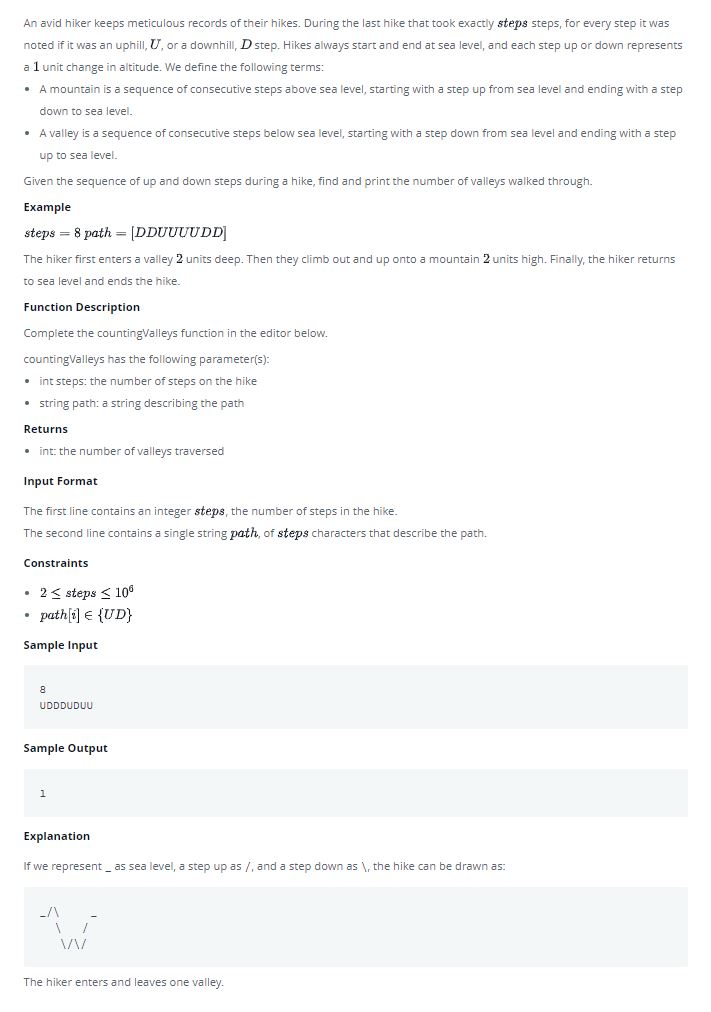 An avid hiker keeps meticulous records of their hikes. During the last hike that took exactly steps steps, for every step it was
noted if it was an uphill, U, or a downhill, D step. Hikes always start and end at sea level, and each step up or down represents
a 1 unit change in altitude. We define the following terms:
• A mountain is a sequence of consecutive steps above sea level, starting with a step up from sea level and ending with a step
down to sea level.
• A valley is a sequence of consecutive steps below sea level, starting with a step down from sea level and ending with a step
up to sea level.
Given the sequence of up and down steps during a hike, find and print the number of valleys walked through.
Example
steps = 8 path = [DDUUUUDD]
The hiker first enters a valley 2 units deep. Then they climb out and up onto a mountain 2 units high. Finally, the hiker returns
to sea level and ends the hike.
Function Description
Complete the countingValleys function in the editor below.
countingValleys has the following parameter(s):
• int steps: the number of steps on the hike
• string path: a string describing the path
Returns
• int: the number of valleys traversed
Input Format
The first line contains an integer steps, the number of steps in the hike.
The second line contains a single string path, of steps characters that describe the path.
Constraints
• 2 ≤ steps ≤ 10⁶
• path[i] ∈ {UD}
Sample Input
8
UDDDUDUU
Sample Output
1
Explanation
If we represent _ as sea level, a step up as /, and a step down as \, the hike can be drawn as:
_/\      _
   \    /
    \/\/
The hiker enters and leaves one valley.